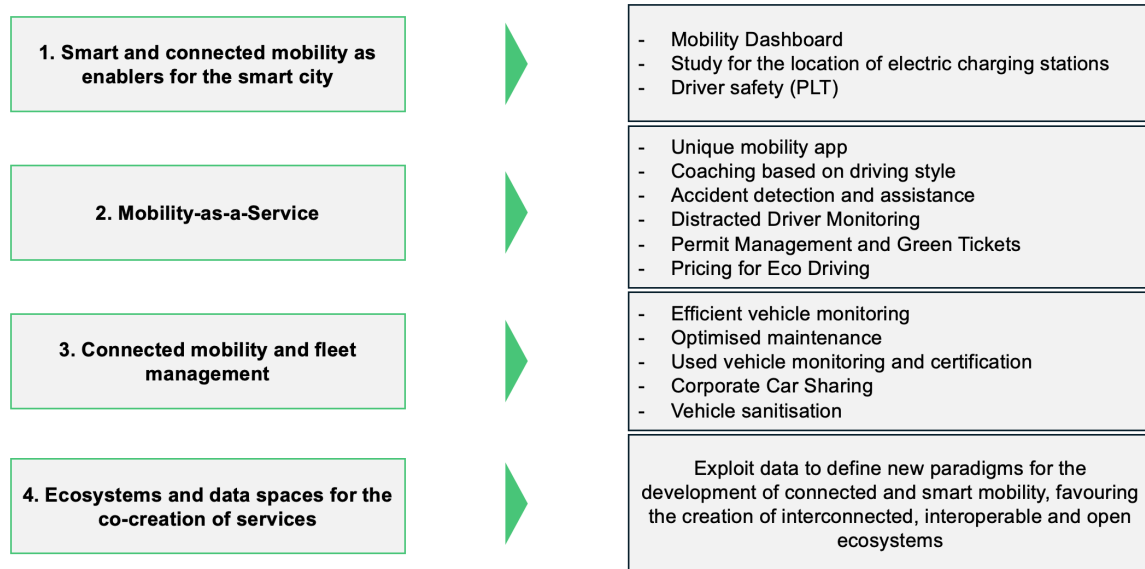 1. Smart and connected mobility as
enablers for the smart city
- Mobility Dashboard
- Study for the location of electric charging stations
- Driver safety (PLT)
2. Mobility-as-a-Service
- Unique mobility app
- Coaching based on driving style
- Accident detection and assistance
- Distracted Driver Monitoring
- Permit Management and Green Tickets
- Pricing for Eco Driving
3. Connected mobility and fleet
management
- Efficient vehicle monitoring
- Optimised maintenance
- Used vehicle monitoring and certification
- Corporate Car Sharing
- Vehicle sanitisation
4. Ecosystems and data spaces for the
co-creation of services
Exploit data to define new paradigms for the
development of connected and smart mobility, favouring
the creation of interconnected, interoperable and open
ecosystems